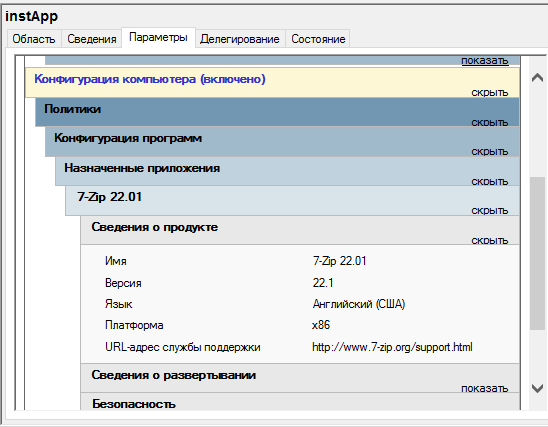 instApp
Область Сведения Параметры Делегирование Состояние
показать
Конфигурация компьютера (включено)
скрыть
Политики
скрыть
Конфигурация программ
скрыть
Назначенные приложения
скрыть
7-Zip 22.01
скрыть
Сведения о продукте
скрыть
Имя 7-Zip 22.01
Версия 22.1
Язык Английский (США)
Платформа x86
URL-адрес службы поддержки http://www.7-zip.org/support.html
Сведения о развертывании
показать
Безопасность